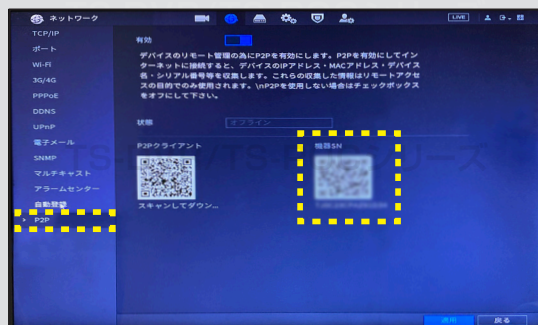 ネットワーク
LIVE
TCP/IP
ポート
Wi-Fi
3G/4G
PPPoE
DDNS
UPnP
電子メール
SNMP
マルチキャスト
アラームセンター
自動登録
P2P
有効
デバイスのリモート管理の為にP2Pを有効にします。P2Pを有効にしてイン
ターネットに接続すると、デバイスのIPアドレス・MACアドレス・デバイス
名・シリアル番号等を収集します。これらの収集した情報はリモートアクセ
スの目的でのみ使用されます。\nP2Pを使用しない場合はチェックボックス
をオフにして下さい。
状態
オフライン
P2Pクライアント
機器SN
スキャンしてダウン...
適用
戻る